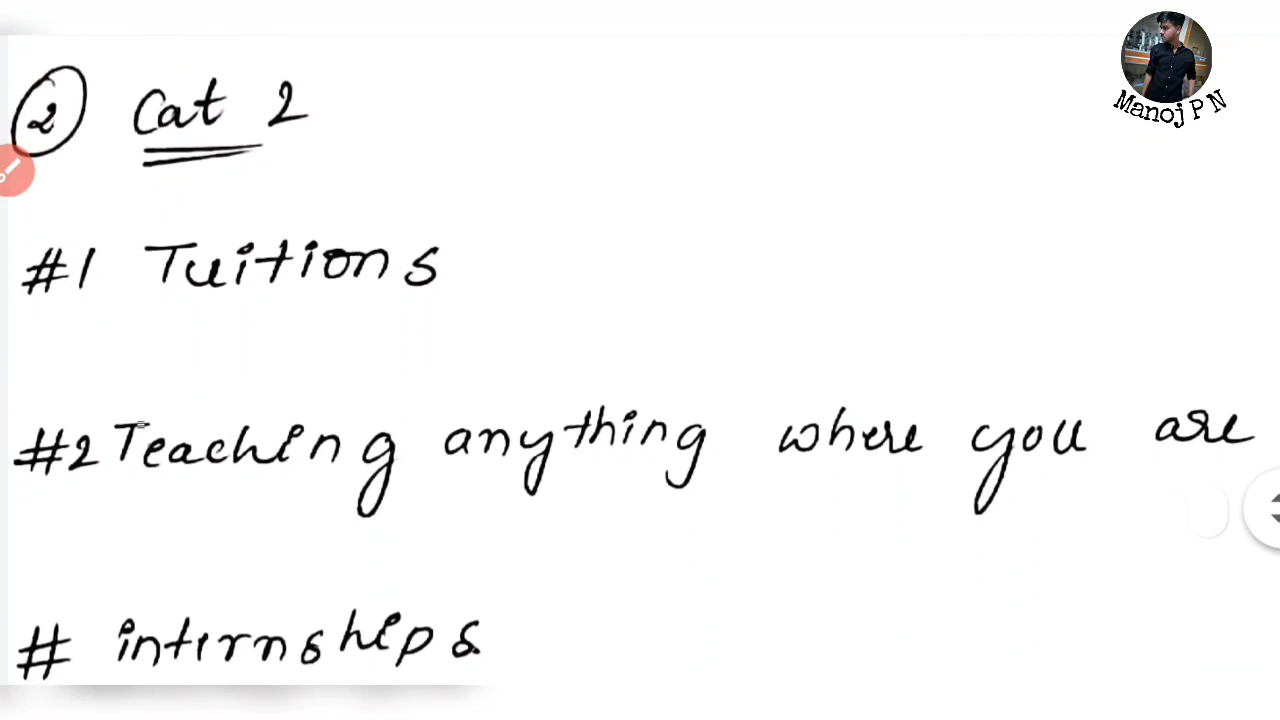 Manoj P N
② Cat 2
#1 Tuitions
#2 Teaching anything where you are
# internships